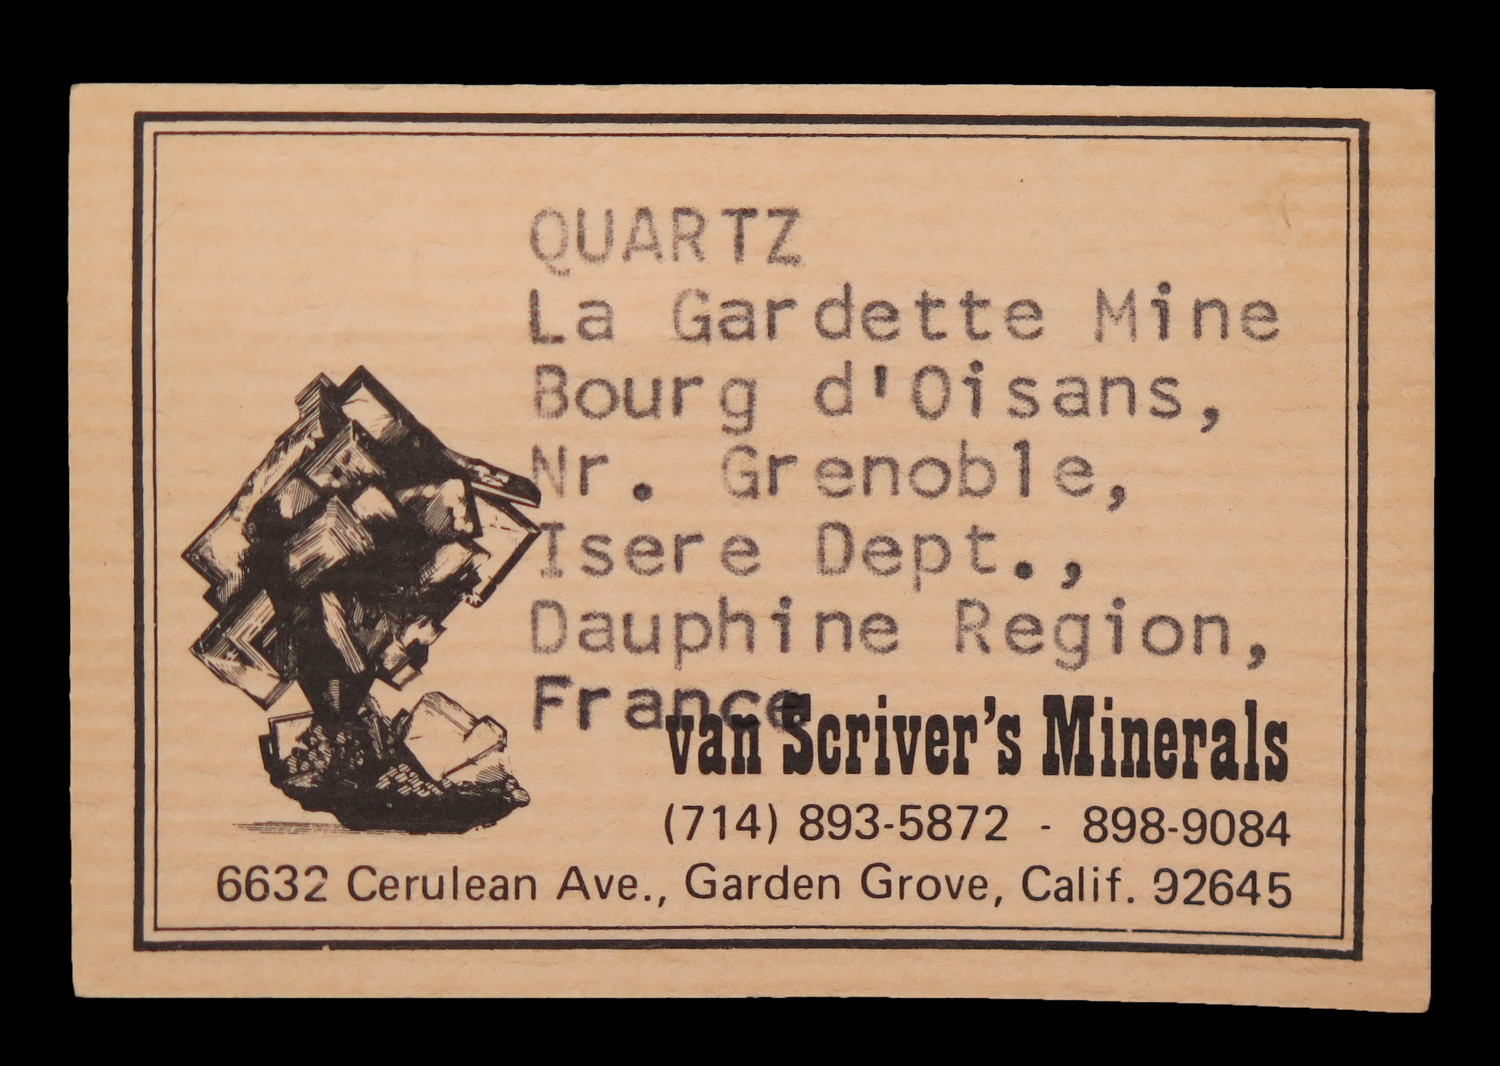 QUARTZ
La Gardette Mine
Bourg d'Oisans,
Nr. Grenoble,
Isere Dept.,
Dauphine Region,
France
van Scriver's Minerals
(714) 893-5872 - 898-9084
6632 Cerulean Ave., Garden Grove, Calif. 92645